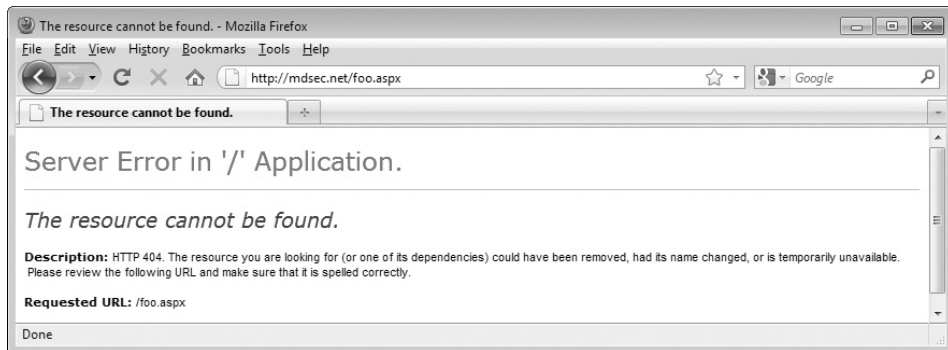 The resource cannot be found. - Mozilla Firefox
File Edit View History Bookmarks Tools Help
http://mdsec.net/foo.aspx
Google
The resource cannot be found.
Server Error in '/' Application.
The resource cannot be found.
Description: HTTP 404. The resource you are looking for (or one of its dependencies) could have been removed, had its name changed, or is temporarily unavailable.
Please review the following URL and make sure that it is spelled correctly.
Requested URL: /foo.aspx
Done